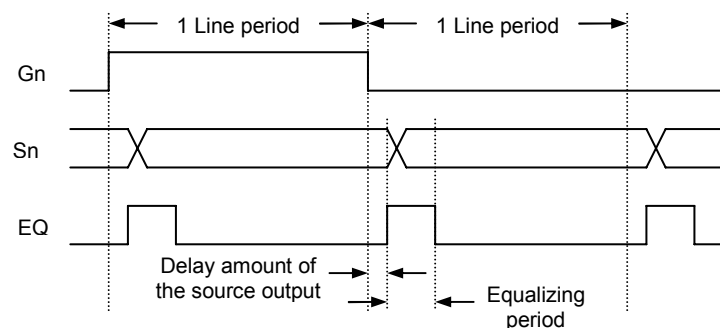 1 Line period
1 Line period
Gn
Sn
EQ
Delay amount of
the source output
Equalizing
period